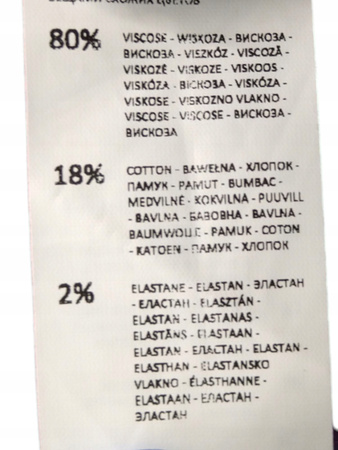 80%
VISCOSE - WISKOZA - ВИСКОЗА -
ВИСКОЗА - VISZKÓZ - VISCOZĂ -
VISKOZĖ - VISKOZE - VISKOOS -
VISKÓZA - ВІСКОЗА - VISKÓZA -
VISKOSE - VISKOZNO VLAKNO -
VISCOSE - VISCOSE - ВИСКОЗА -
ВИСКОЗА
18%
COTTON - BAWEŁNA - ХЛОПОК -
ПАМУК - PAMUT - BUMBAC -
MEDVILNĖ - KOKVILNA - PUUVILL
- BAVLNA - БАВОВНА - BAVLNA -
BAUMWOLLE - PAMUK - COTON
- KATOEN - ПАМУК - ХЛОПОК
2%
ELASTANE - ELASTAN - ЭЛАСТАН
- ЕЛАСТАН - ELASZTÁN -
ELASTAN - ELASTANAS -
ELASTĀNS - ELASTAAN -
ELASTAN - ЕЛАСТАН - ELASTAN -
ELASTHAN - ELASTANSKO
VLAKNO - ÉLASTHANNE -
ELASTAAN - ЕЛАСТАН -
ЭЛАСТАН